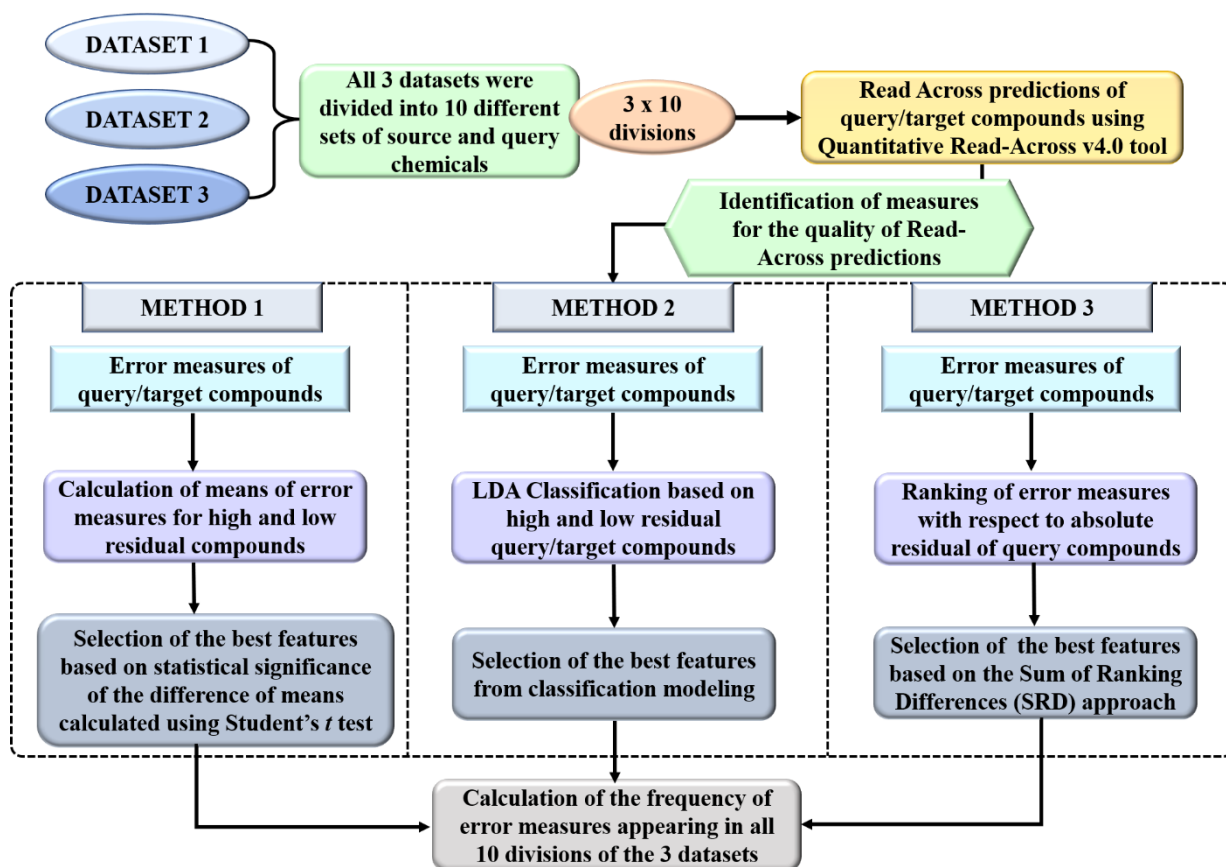 DATASET 1
DATASET 2
DATASET 3
All 3 datasets were
divided into 10 different
sets of source and query
chemicals
3 x 10
divisions
Read Across predictions of
query/target compounds using
Quantitative Read-Across v4.0 tool
Identification of measures
for the quality of Read-
Across predictions
METHOD 1
Error measures of
query/target compounds
Calculation of means of error
measures for high and low
residual compounds
Selection of the best features
based on statistical significance
of the difference of means
calculated using Student’s t test
METHOD 2
Error measures of
query/target compounds
LDA Classification based on
high and low residual
query/target compounds
Selection of the best features
from classification modeling
METHOD 3
Error measures of
query/target compounds
Ranking of error measures
with respect to absolute
residual of query compounds
Selection of the best features
based on the Sum of Ranking
Differences (SRD) approach
Calculation of the frequency of
error measures appearing in all
10 divisions of the 3 datasets